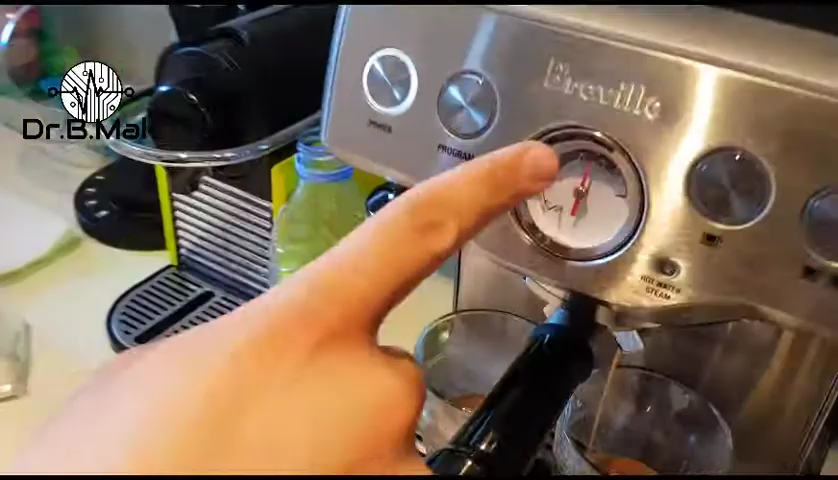 Dr.B.Mal
Breville
POWER
PROGRAM
HOT WATER
STEAM